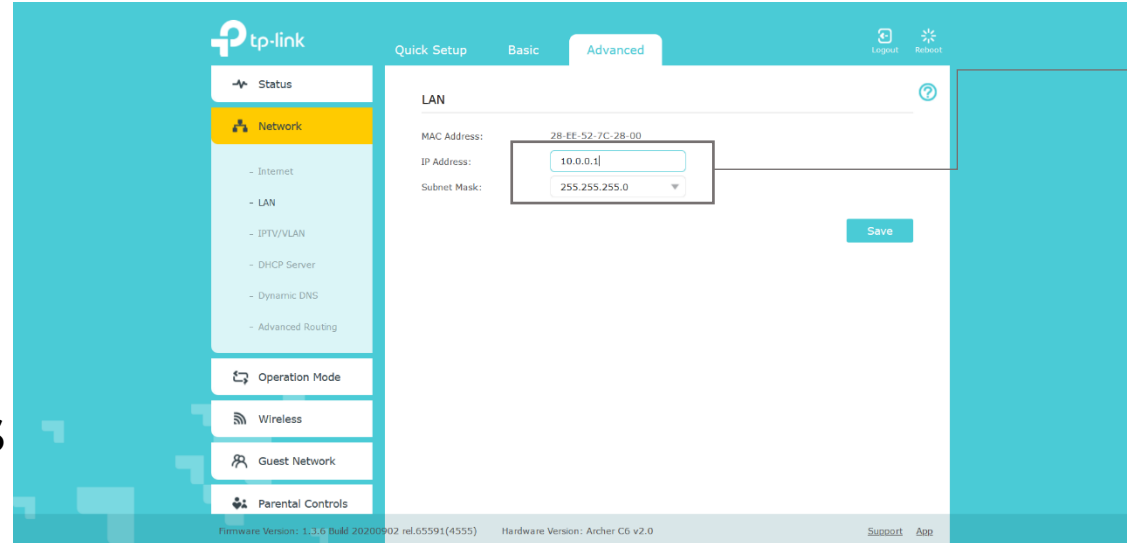 tp-link
Quick Setup Basic Advanced
Logout Reboot
Status
Network
- Internet
- LAN
- IPTV/VLAN
- DHCP Server
- Dynamic DNS
- Advanced Routing
Operation Mode
Wireless
Guest Network
Parental Controls
LAN
?
MAC Address: 28-EE-52-7C-28-00
IP Address: 10.0.0.1
Subnet Mask: 255.255.255.0
Save
Firmware Version: 1.3.6 Build 20200902 rel.65591(4555) Hardware Version: Archer C6 v2.0
Support App